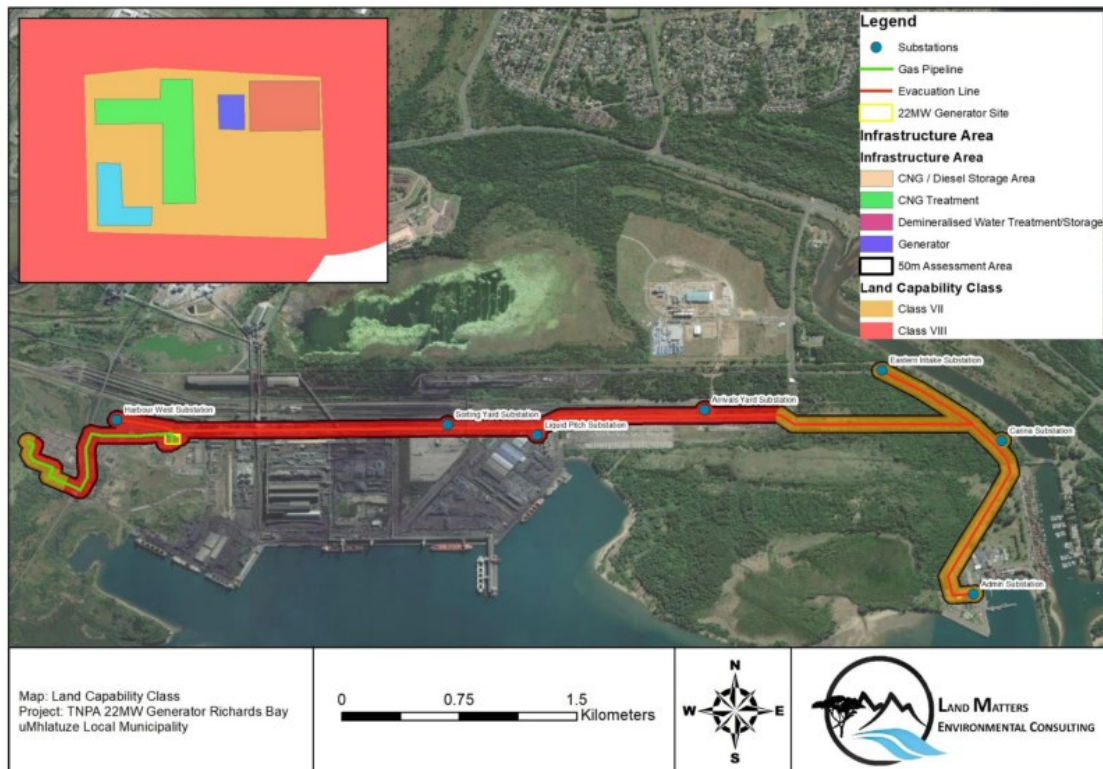 Legend
Substations
Gas Pipeline
Evacuation Line
22MW Generator Site
Infrastructure Area
Infrastructure Area
CNG / Diesel Storage Area
CNG Treatment
Demineralised Water Treatment/Storage
Generator
50m Assessment Area
Land Capability Class
Class VII
Class VIII
Eastern Intake Substation
Harbour West Substation
Sorting Yard Substation
Arrivals Yard Substation
Liquid Pitch Substation
Carina Substation
Admin Substation
Map: Land Capability Class
Project: TNPA 22MW Generator Richards Bay
uMhlatuze Local Municipality
0 0.75 1.5
Kilometers
N
W E
S
LAND MATTERS
ENVIRONMENTAL CONSULTING